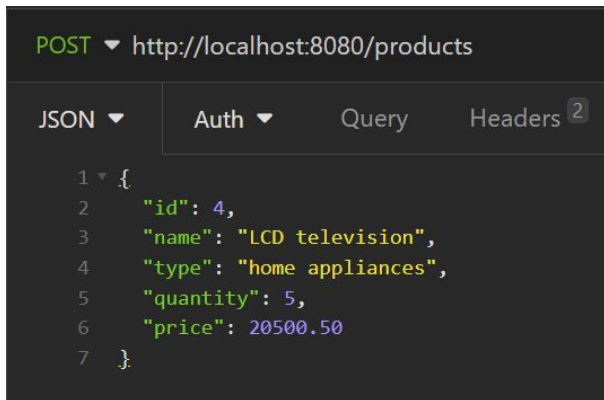 POST http://localhost:8080/products
JSON Auth Query Headers 2
1 {
2 "id": 4,
3 "name": "LCD television",
4 "type": "home appliances",
5 "quantity": 5,
6 "price": 20500.50
7 }